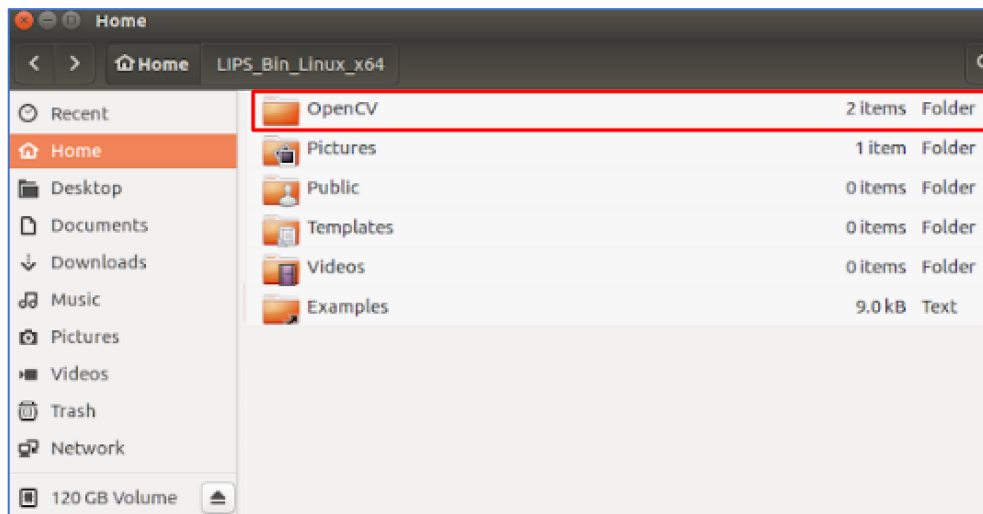 Home
Home LIPS_Bin_Linux_x64
Recent
Home
Desktop
Documents
Downloads
Music
Pictures
Videos
Trash
Network
120 GB Volume
OpenCV 2 items Folder
Pictures 1 item Folder
Public 0 items Folder
Templates 0 items Folder
Videos 0 items Folder
Examples 9.0 kB Text